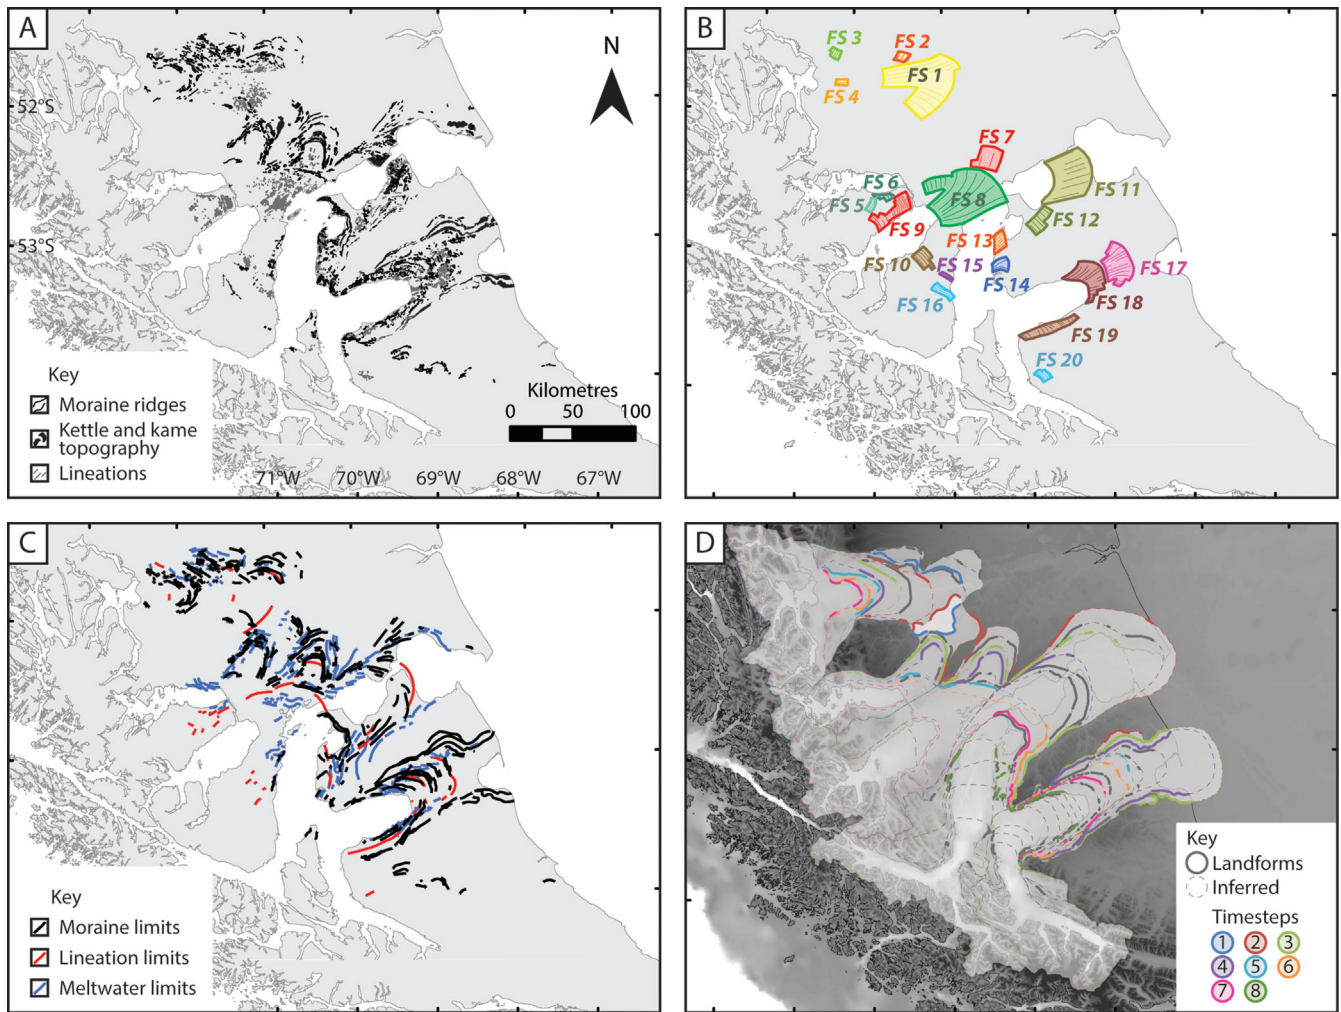 A
N
52°S
53°S
Key
Moraine ridges
Kettle and kame
topography
Lineations
Kilometres
0 50 100
71°W 70°W 69°W 68°W 67°W
B
FS 3
FS 2
FS 1
FS 4
FS 7
FS 6
FS 5
FS 8
FS 11
FS 9
FS 12
FS 13
FS 10
FS 15
FS 17
FS 14
FS 16
FS 18
FS 19
FS 20
C
Key
Moraine limits
Lineation limits
Meltwater limits
D
Key
Landforms
Inferred
Timesteps
1 2 3
4 5 6
7 8